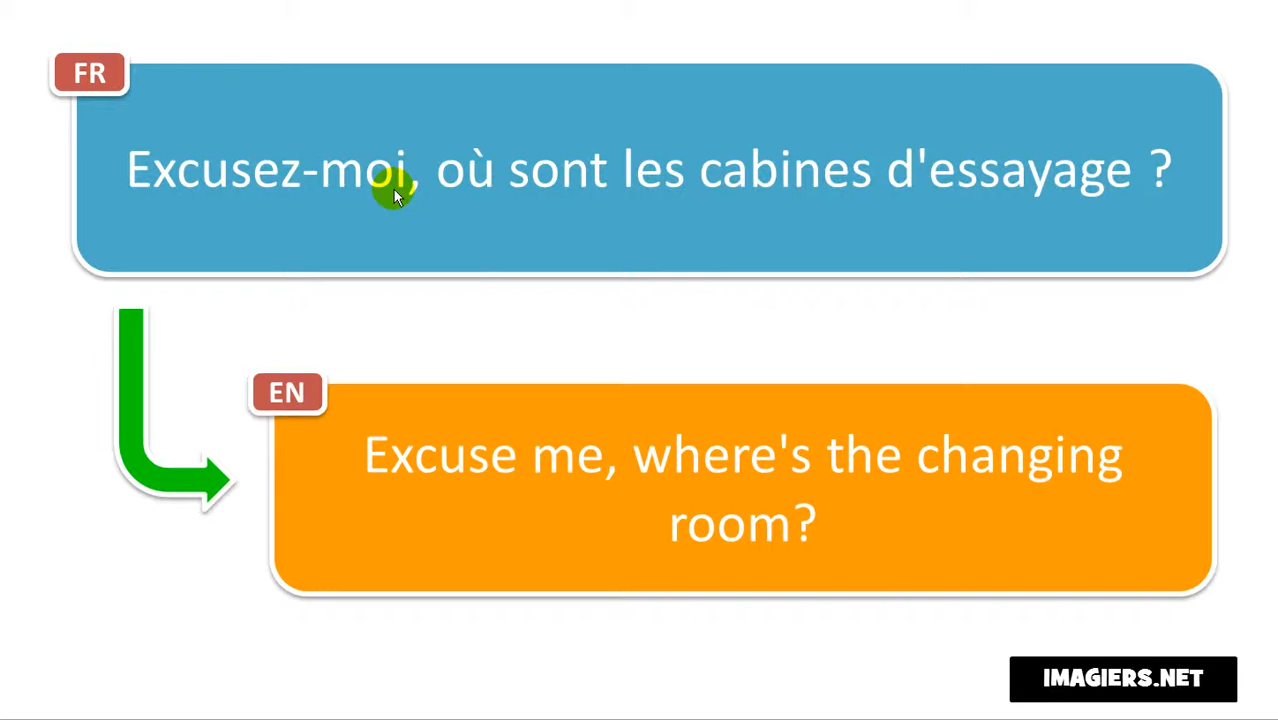 FR
Excusez-moi, où sont les cabines d'essayage ?
EN
Excuse me, where's the changing
room?
IMAGIERS.NET